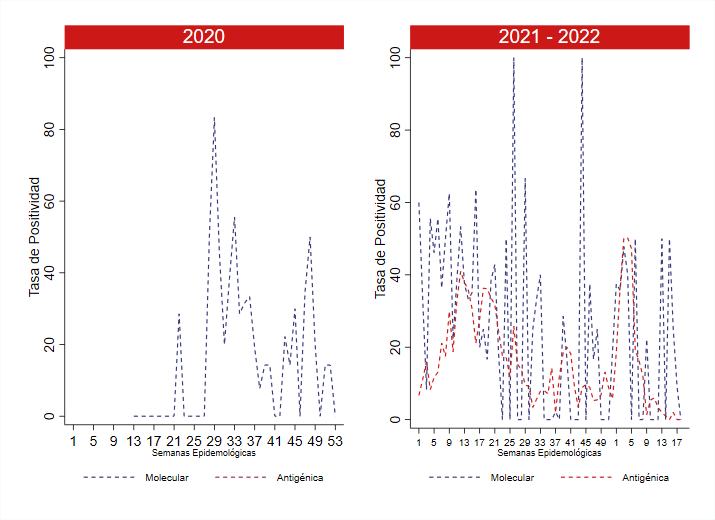 2020
Tasa de Positividad
100
80
60
40
20
0
1 5 9 13 17 21 25 29 33 37 41 45 49 53
Semanas Epidemológicas
Molecular Antigénica
2021 - 2022
Tasa de Positividad
100
80
60
40
20
0
1 5 9 13 17 21 25 29 33 37 41 45 49 1 5 9 13 17
Semanas Epidemológicas
Molecular Antigénica